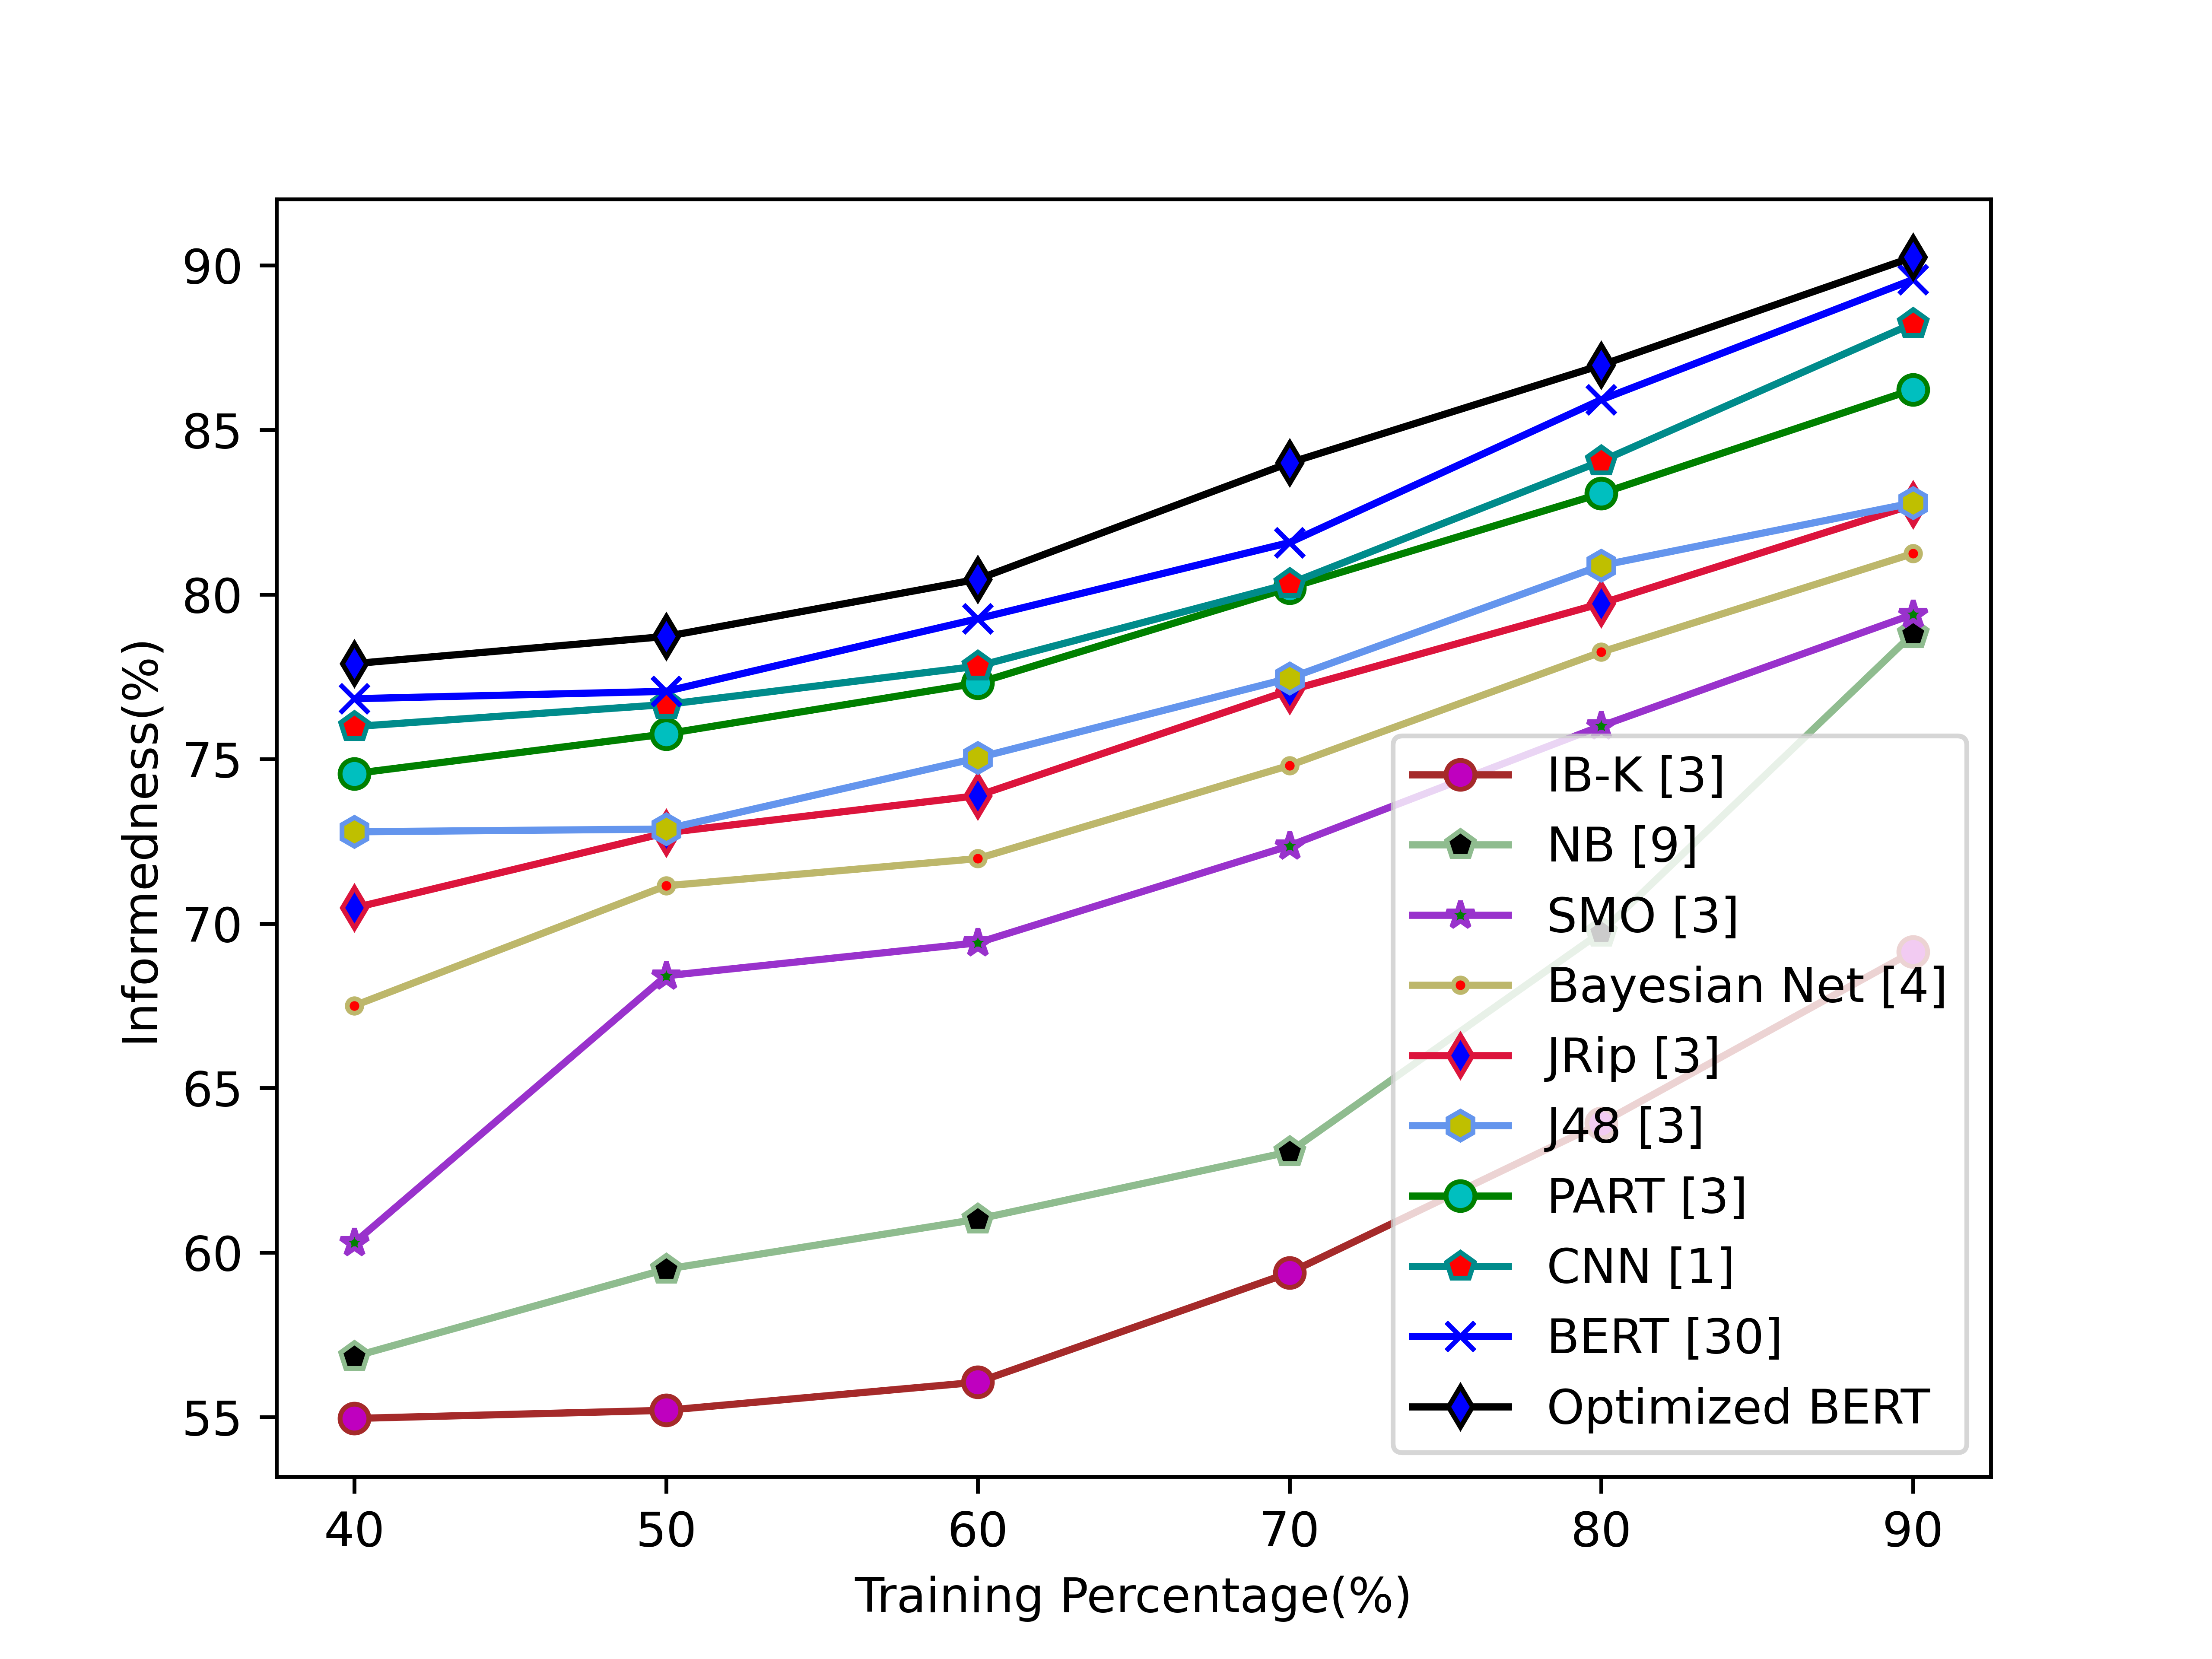 90
85
80
75
70
65
60
55
Informedness(%)
40 50 60 70 80 90
Training Percentage(%)
IB-K [3]
NB [9]
SMO [3]
Bayesian Net [4]
JRip [3]
J48 [3]
PART [3]
CNN [1]
BERT [30]
Optimized BERT